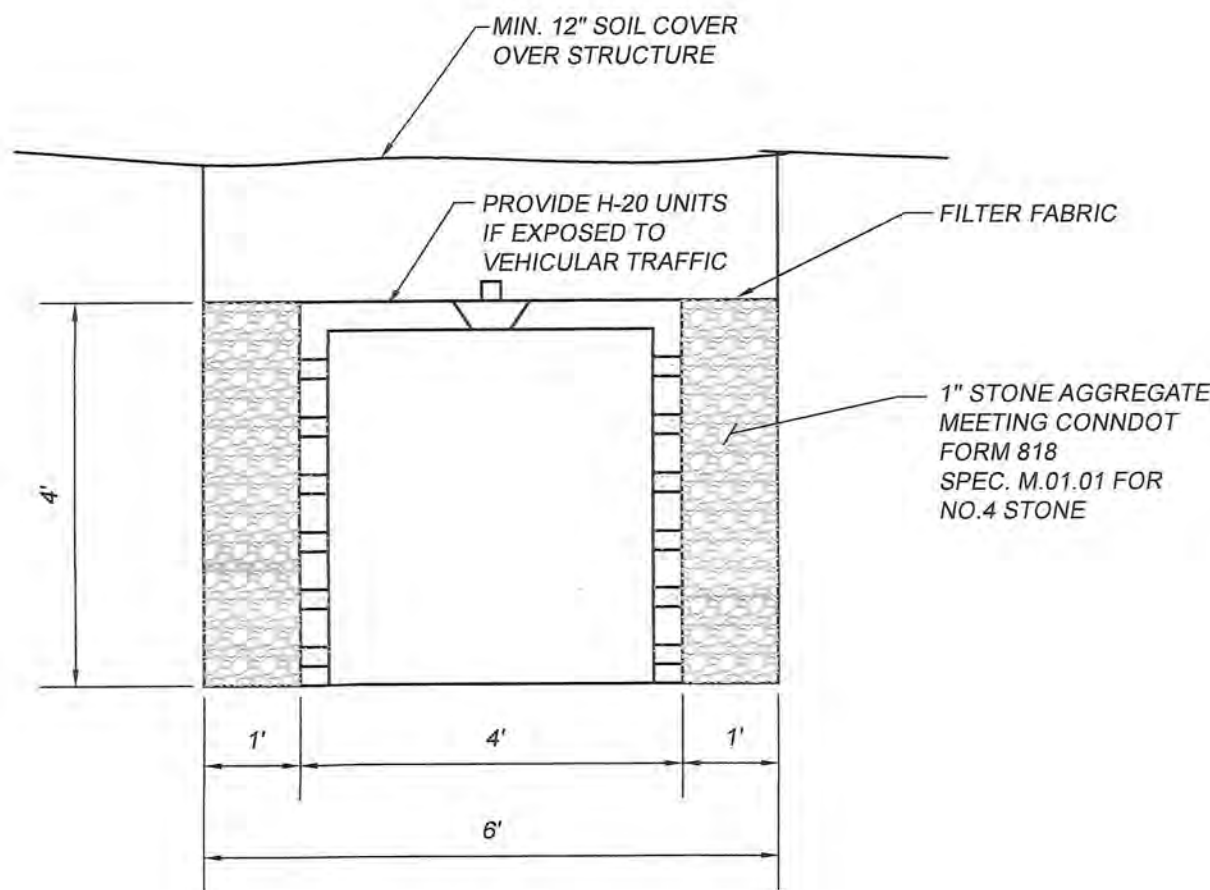 MIN. 12" SOIL COVER
OVER STRUCTURE
PROVIDE H-20 UNITS
IF EXPOSED TO
VEHICULAR TRAFFIC
FILTER FABRIC
1" STONE AGGREGATE
MEETING CONNDOT
FORM 818
SPEC. M.01.01 FOR
NO.4 STONE
4'
1'
4'
1'
6'